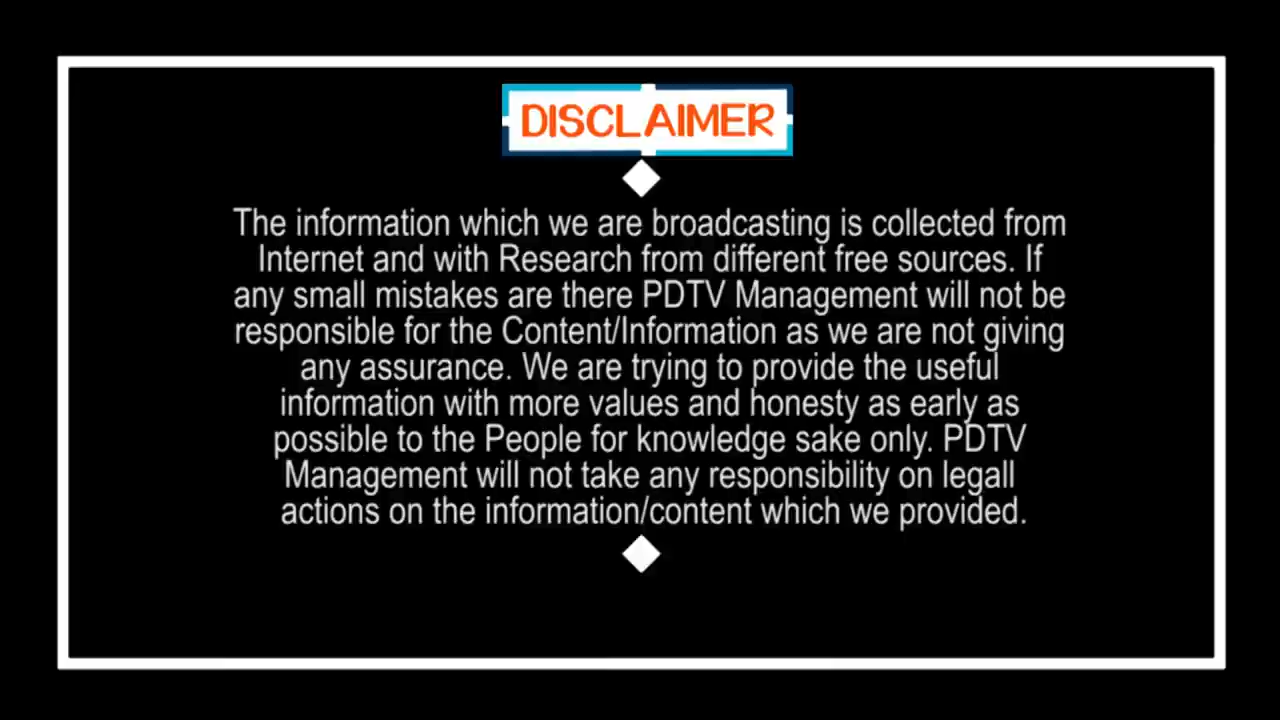 DISCLAIMER
The information which we are broadcasting is collected from
Internet and with Research from different free sources. If
any small mistakes are there PDTV Management will not be
responsible for the Content/Information as we are not giving
any assurance. We are trying to provide the useful
information with more values and honesty as early as
possible to the People for knowledge sake only. PDTV
Management will not take any responsibility on legall
actions on the information/content which we provided.